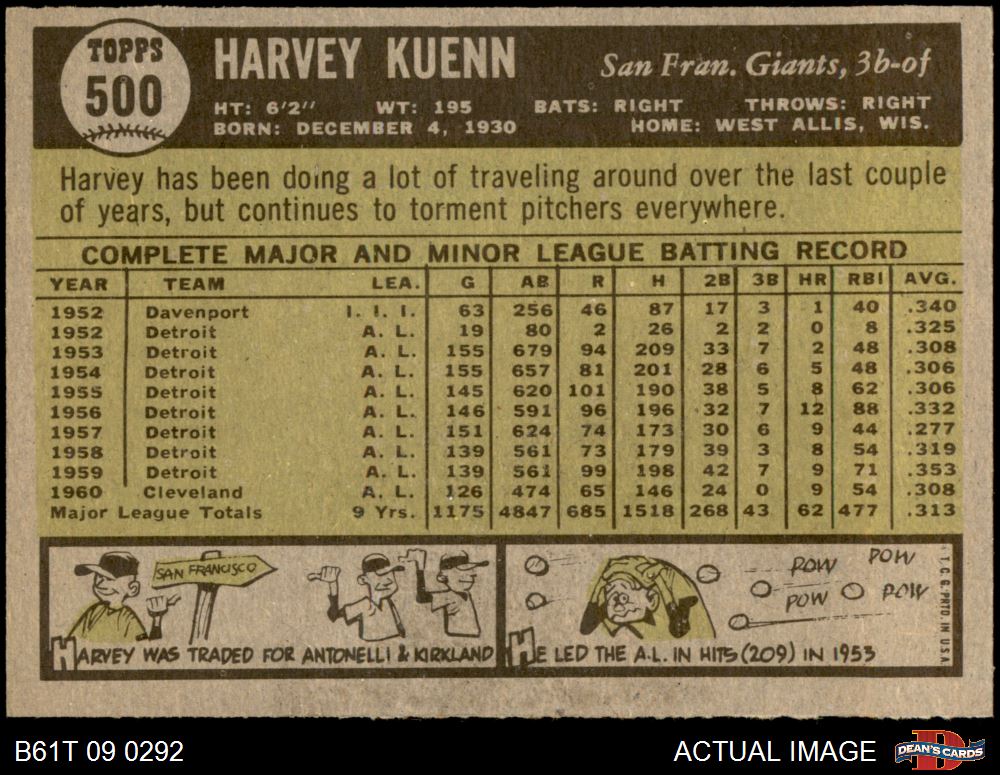 TOPPS
500
HARVEY KUENN
San Fran. Giants, 3b-of
HT: 6'2" WT: 195 BATS: RIGHT THROWS: RIGHT
BORN: DECEMBER 4, 1930 HOME: WEST ALLIS, WIS.
Harvey has been doing a lot of traveling around over the last couple
of years, but continues to torment pitchers everywhere.
COMPLETE MAJOR AND MINOR LEAGUE BATTING RECORD
YEAR TEAM LEA. G AB R H 2B 3B HR RBI AVG.
1952 Davenport I. I. I. 63 256 46 87 17 3 1 40 .340
1952 Detroit A. L. 19 80 2 26 2 2 0 8 .325
1953 Detroit A. L. 155 679 94 209 33 7 2 48 .308
1954 Detroit A. L. 155 657 81 201 28 6 5 48 .306
1955 Detroit A. L. 145 620 101 190 38 5 8 62 .306
1956 Detroit A. L. 146 591 96 196 32 7 12 88 .332
1957 Detroit A. L. 151 624 74 173 30 6 9 44 .277
1958 Detroit A. L. 139 561 73 179 39 3 8 54 .319
1959 Detroit A. L. 139 561 99 198 42 7 9 71 .353
1960 Cleveland A. L. 126 474 65 146 24 0 9 54 .308
Major League Totals 9 Yrs. 1175 4847 685 1518 268 43 62 477 .313
SAN FRANCISCO
HARVEY WAS TRADED FOR ANTONELLI & KIRKLAND
POW POW
POW POW
HE LED THE A.L. IN HITS (209) IN 1953
T.C.G. PRTD IN U.S.A.
B61T 09 0292
ACTUAL IMAGE
DEAN'S CARDS